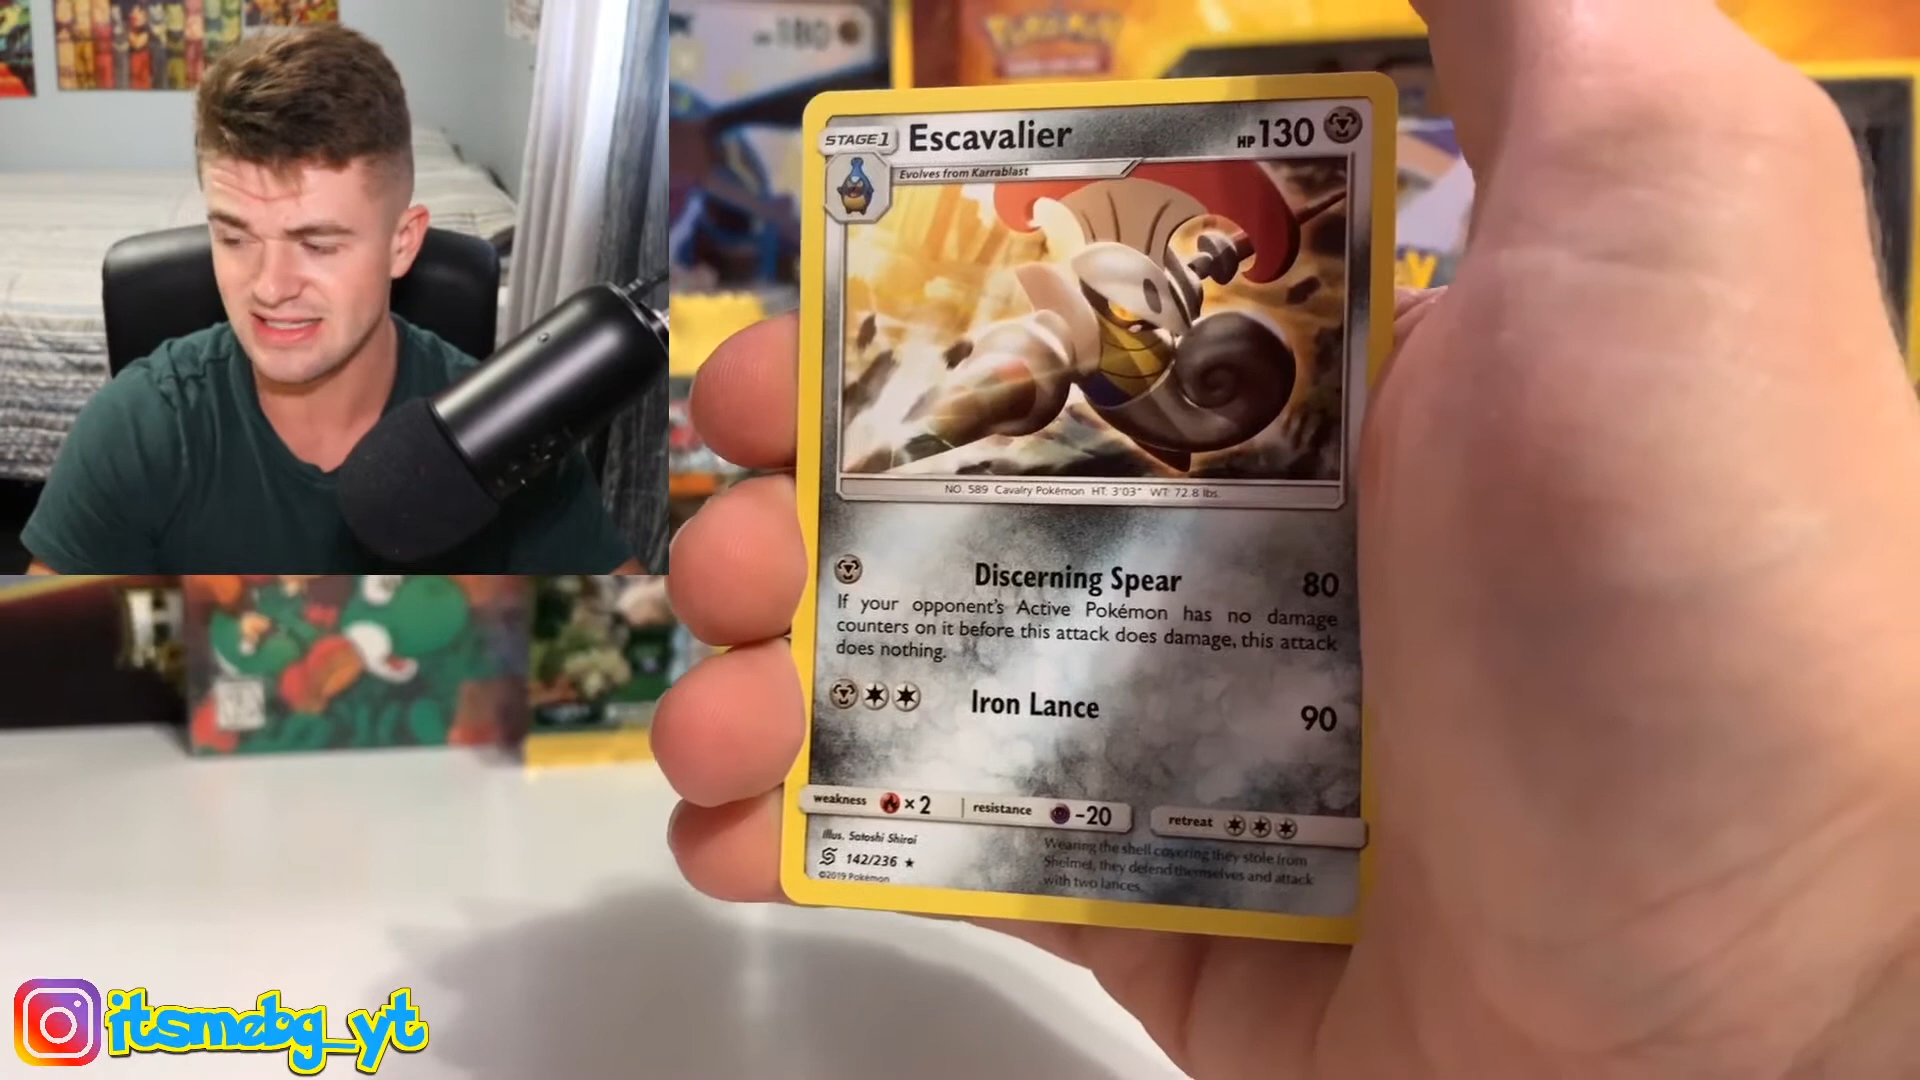 180
Pokémon
STAGE 1 Escavalier HP 130
Evolves from Karrablast
NO. 589 Cavalry Pokémon HT: 3'03" WT: 72.8 lbs.
Discerning Spear 80
If your opponent's Active Pokémon has no damage
counters on it before this attack does damage, this attack
does nothing.
Iron Lance 90
weakness × 2 resistance -20 retreat
Illus. Satoshi Shirai
142/236 ★
©2019 Pokémon
Wearing the shell covering they stole from
Shelmet, they defend themselves and attack
with two lances.
itsmebg_yt